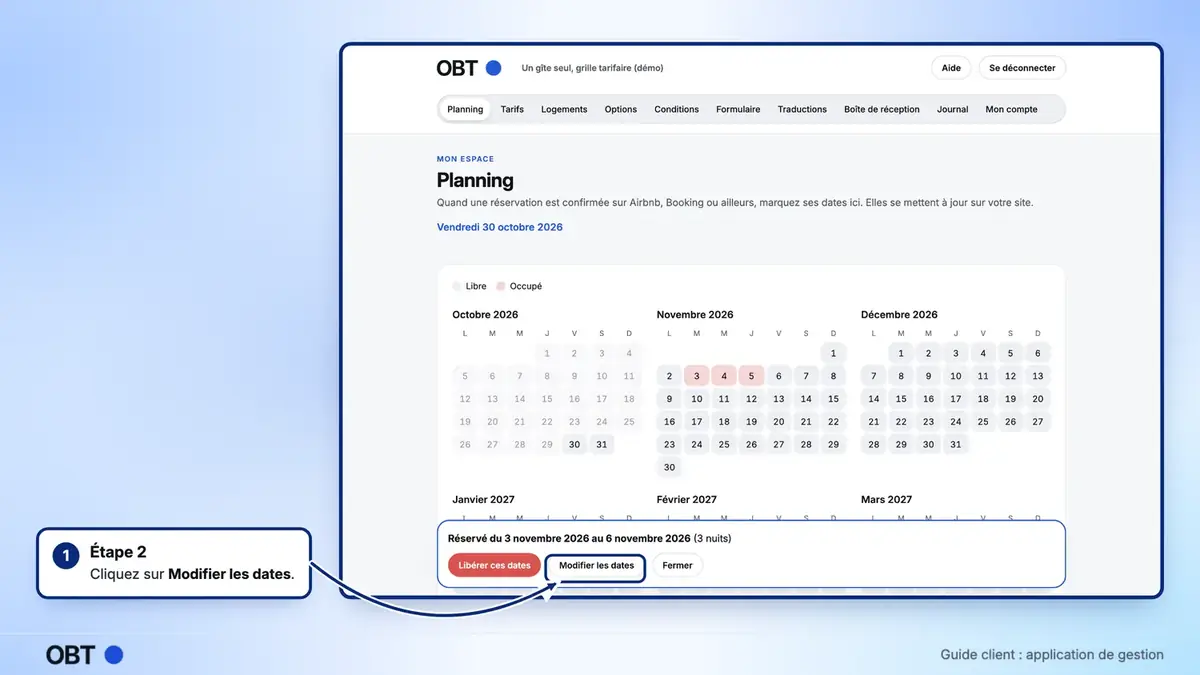 OBT
Un gîte seul, grille tarifaire (démo)
Aide
Se déconnecter
Planning Tarifs Logements Options Conditions Formulaire Traductions Boîte de réception Journal Mon compte
MON ESPACE
Planning
Quand une réservation est confirmée sur Airbnb, Booking ou ailleurs, marquez ses dates ici. Elles se mettent à jour sur votre site.
Vendredi 30 octobre 2026
Libre Occupé
Octobre 2026
L M M J V S D
1 2 3 4
5 6 7 8 9 10 11
12 13 14 15 16 17 18
19 20 21 22 23 24 25
26 27 28 29 30 31
Novembre 2026
L M M J V S D
1
2 3 4 5 6 7 8
9 10 11 12 13 14 15
16 17 18 19 20 21 22
23 24 25 26 27 28 29
30
Décembre 2026
L M M J V S D
1 2 3 4 5 6
7 8 9 10 11 12 13
14 15 16 17 18 19 20
21 22 23 24 25 26 27
28 29 30 31
Janvier 2027
L M M J V S D
Février 2027
L M M J V S D
Mars 2027
L M M J V S D
Réservé du 3 novembre 2026 au 6 novembre 2026 (3 nuits)
Libérer ces dates Modifier les dates Fermer
1
Étape 2
Cliquez sur Modifier les dates.
OBT
Guide client : application de gestion